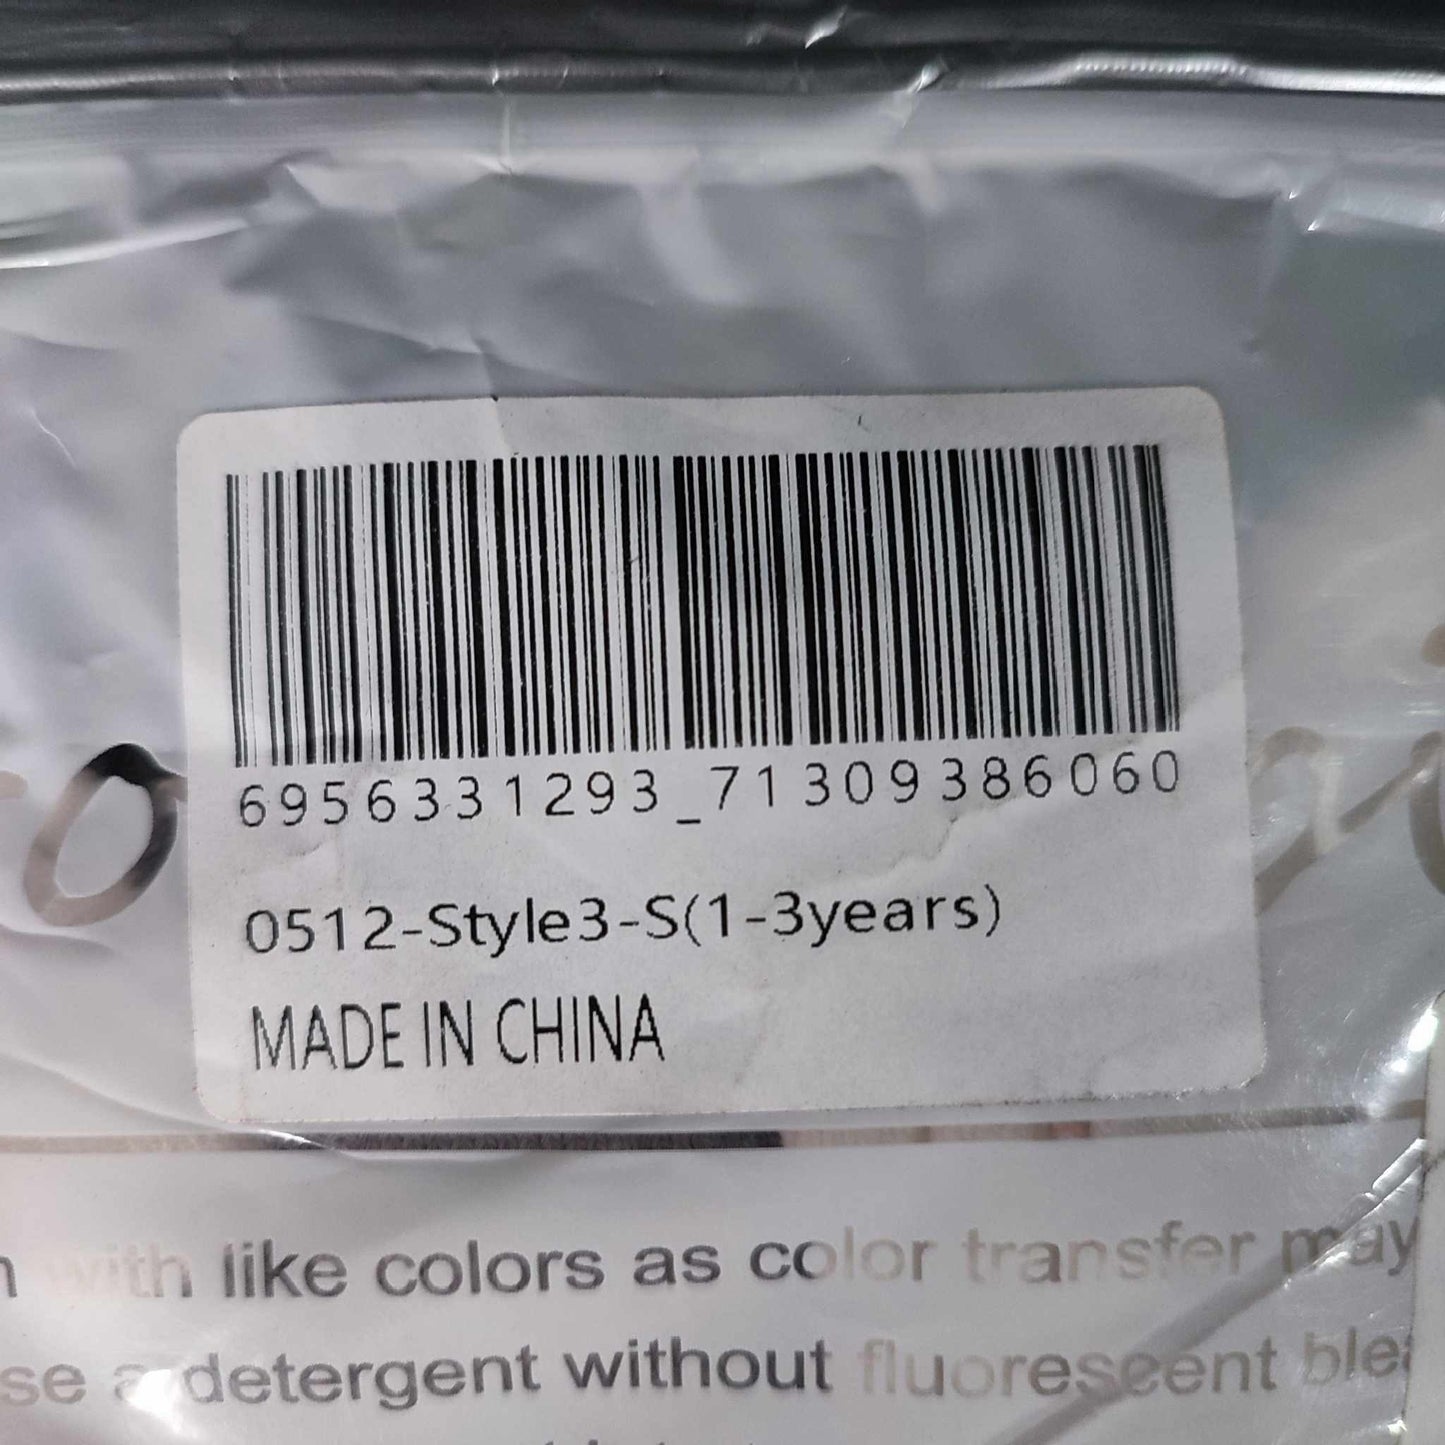 6956331293_71309386060
0512-Style3-S(1-3years)
MADE IN CHINA
with like colors as color transfer may
detergent without fluorescent